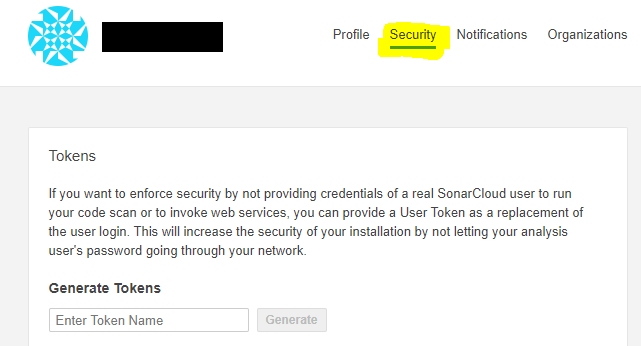 Profile Security Notifications Organizations
Tokens
If you want to enforce security by not providing credentials of a real SonarCloud user to run
your code scan or to invoke web services, you can provide a User Token as a replacement of
the user login. This will increase the security of your installation by not letting your analysis
user's password going through your network.
Generate Tokens
Enter Token Name Generate